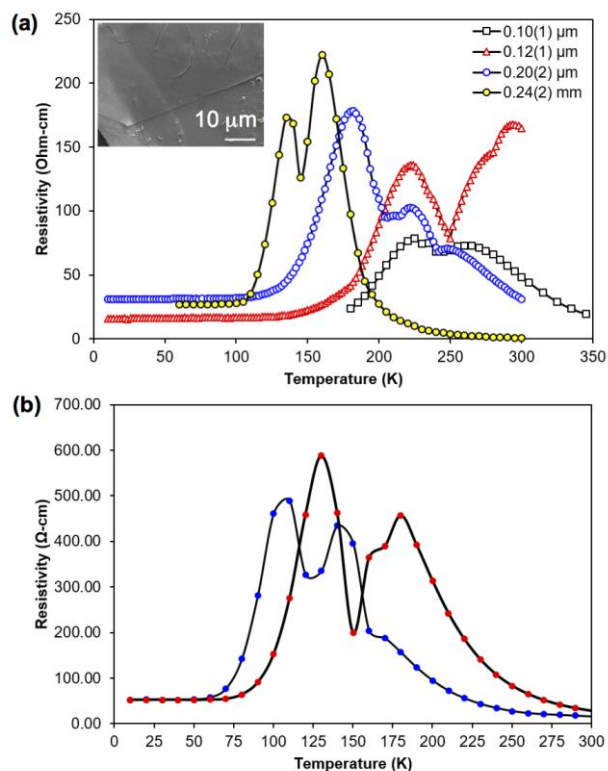 (a)
250
200
150
100
50
0
Resistivity (Ohm-cm)
10 μm
0.10(1) µm
0.12(1) µm
0.20(2) µm
0.24(2) mm
0 50 100 150 200 250 300 350
Temperature (K)
(b)
700.00
600.00
500.00
400.00
300.00
200.00
100.00
0.00
Resistivity (Ω-cm)
0 25 50 75 100 125 150 175 200 225 250 275 300
Temperature (K)